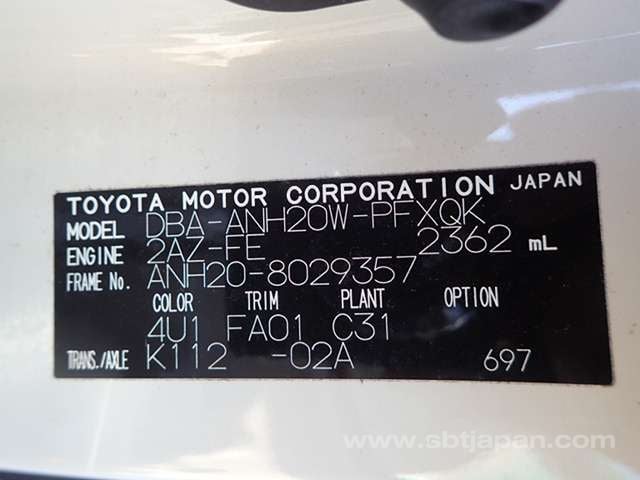 TOYOTA MOTOR CORPORATION JAPAN
MODEL DBA-ANH20W-PFXQK
ENGINE 2AZ-FE 2362 mL
FRAME No. ANH20-8029357
COLOR TRIM PLANT OPTION
4U1 FA01 C31
TRANS./AXLE K112 -02A 697
www.sbtjapan.com